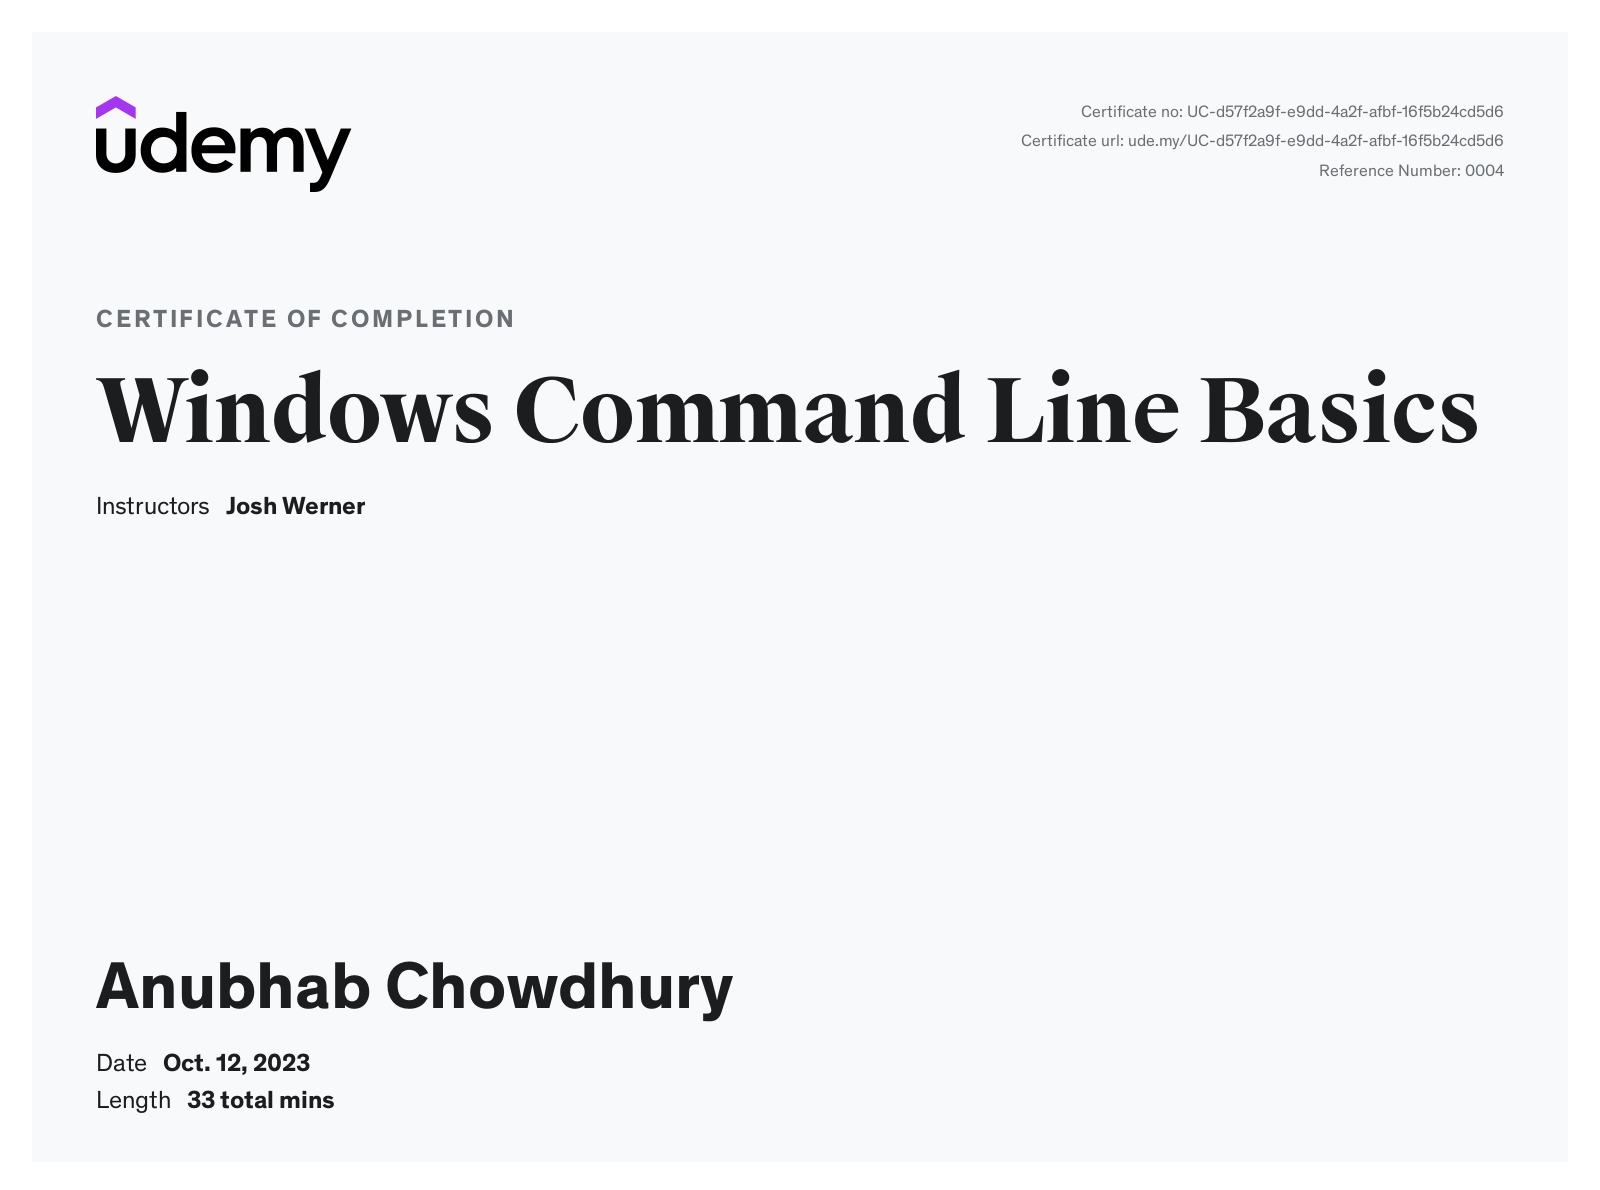 udemy
Certificate no: UC-d57f2a9f-e9dd-4a2f-afbf-16f5b24cd5d6
Certificate url: ude.my/UC-d57f2a9f-e9dd-4a2f-afbf-16f5b24cd5d6
Reference Number: 0004
CERTIFICATE OF COMPLETION
Windows Command Line Basics
Instructors Josh Werner
Anubhab Chowdhury
Date Oct. 12, 2023
Length 33 total mins